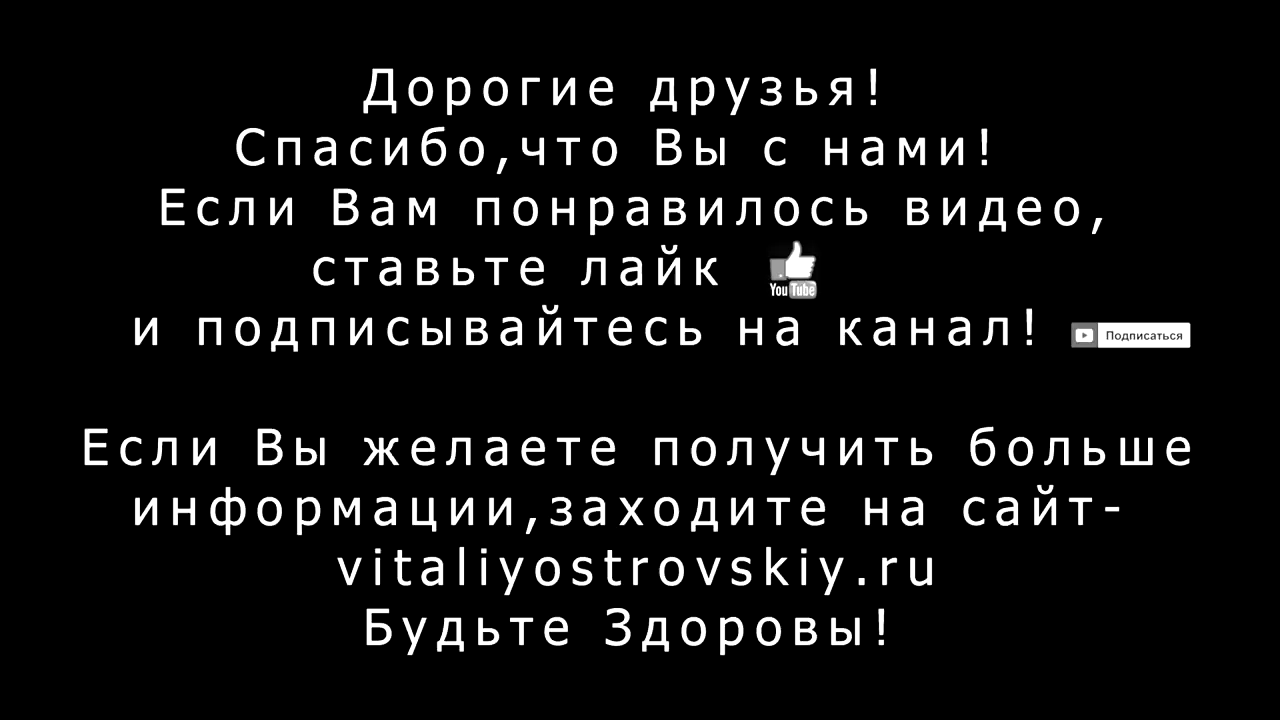 Дорогие друзья!
Спасибо,что Вы с нами!
Если Вам понравилось видео,
ставьте лайк
YouTube
и подписывайтесь на канал!
Подписаться
Если Вы желаете получить больше
информации,заходите на сайт-
vitaliyostrovskiy.ru
Будьте Здоровы!